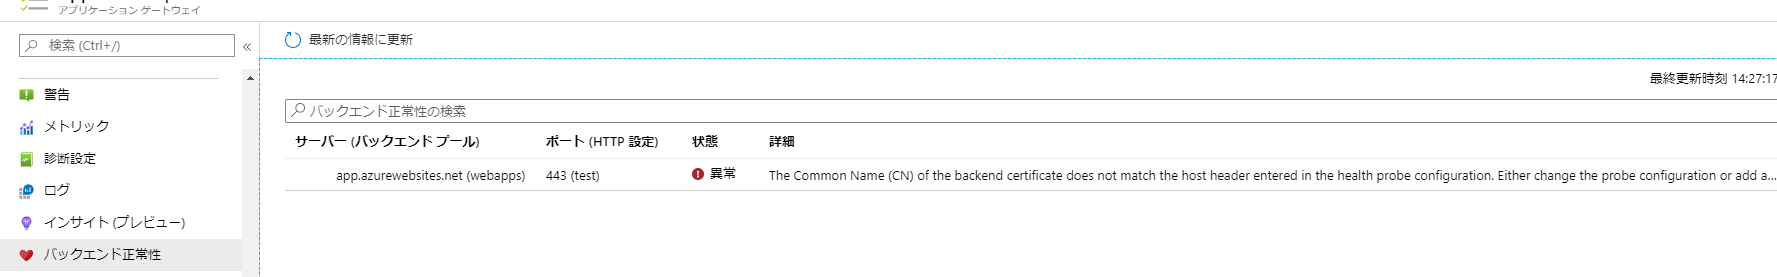 アプリケーション ゲートウェイ
検索 (Ctrl+/)
«
最新の情報に更新
最終更新時刻 14:27:17
警告
メトリック
診断設定
ログ
インサイト (プレビュー)
バックエンド正常性
バックエンド正常性の検索
サーバー (バックエンド プール) ポート (HTTP 設定) 状態 詳細
app.azurewebsites.net (webapps) 443 (test) 異常 The Common Name (CN) of the backend certificate does not match the host header entered in the health probe configuration. Either change the probe configuration or add a...